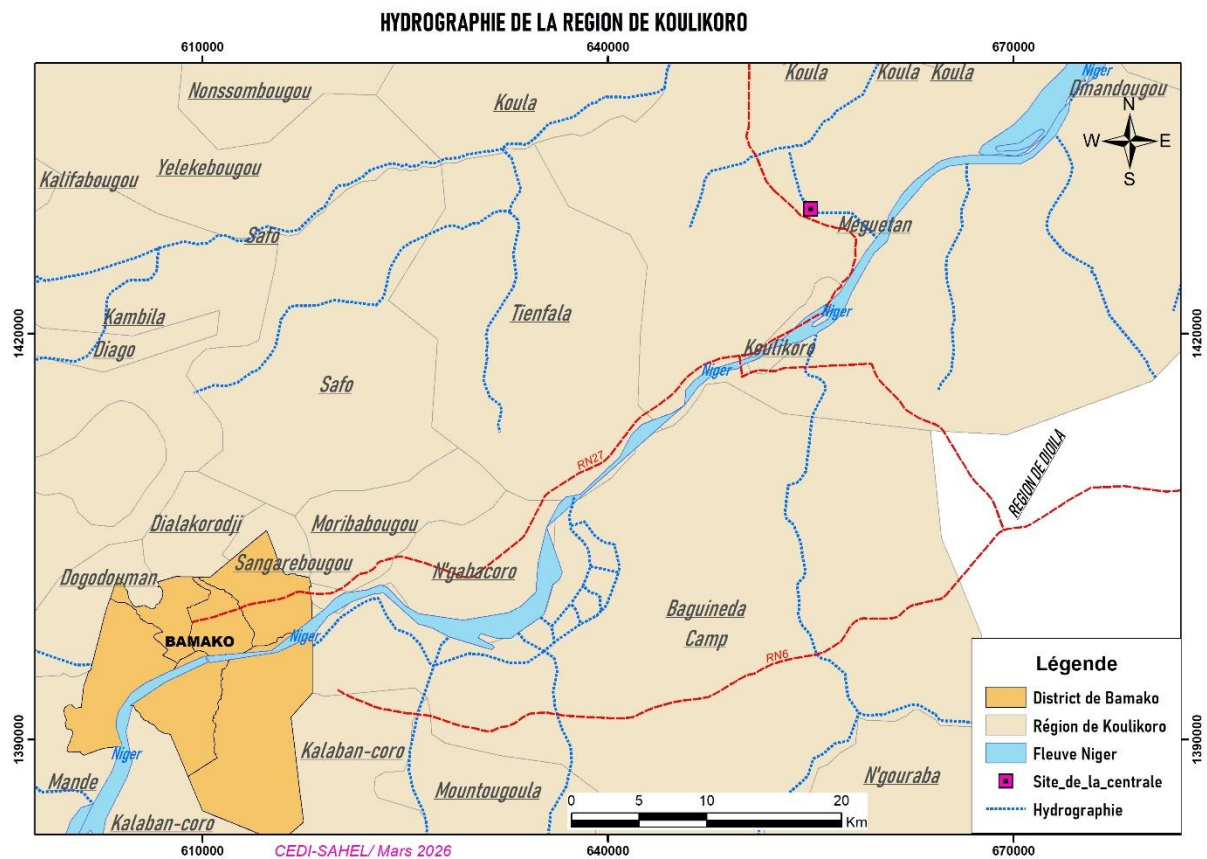 HYDROGRAPHIE DE LA REGION DE KOULIKORO
610000
640000
670000
Nonssombougou
Koula
Koula
Koula
Koula
Niger
Dinandougou
N
W
E
S
Kalifabougou
Yelekebougou
Safo
Meguetan
Kambila
Diago
Tienfala
Niger
1420000
1420000
Koulikoro
Niger
Safo
RN27
REGION DE DIOILA
Dialakorodji
Moribabougou
Sangarebougou
N'gabacoro
Dogodouman
Baguineda
Camp
BAMAKO
Niger
RN6
Légende
District de Bamako
Région de Koulikoro
Fleuve Niger
Site_de_la_centrale
Hydrographie
1390000
1390000
Niger
Kalaban-coro
Mande
Mountougoula
N'gouraba
Kalaban-coro
0
5
10
20
Km
610000
640000
670000
CEDI-SAHEL/ Mars 2026